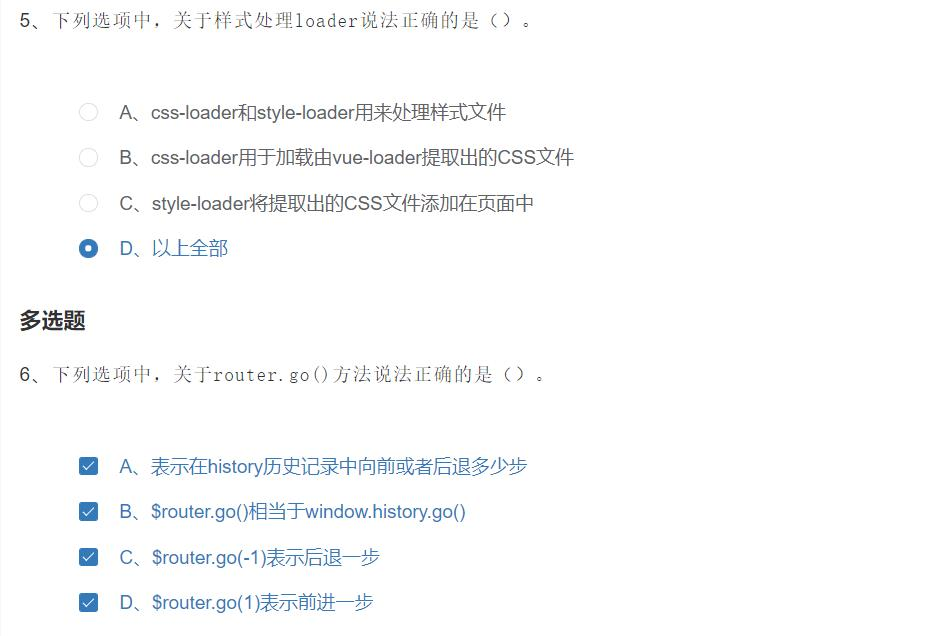 5、下列选项中，关于样式处理loader说法正确的是（）。
A、css-loader和style-loader用来处理样式文件
B、css-loader用于加载由vue-loader提取出的CSS文件
C、style-loader将提取出的CSS文件添加在页面中
D、以上全部
多选题
6、下列选项中，关于router.go()方法说法正确的是（）。
A、表示在history历史记录中向前或者后退多少步
B、$router.go()相当于window.history.go()
C、$router.go(-1)表示后退一步
D、$router.go(1)表示前进一步